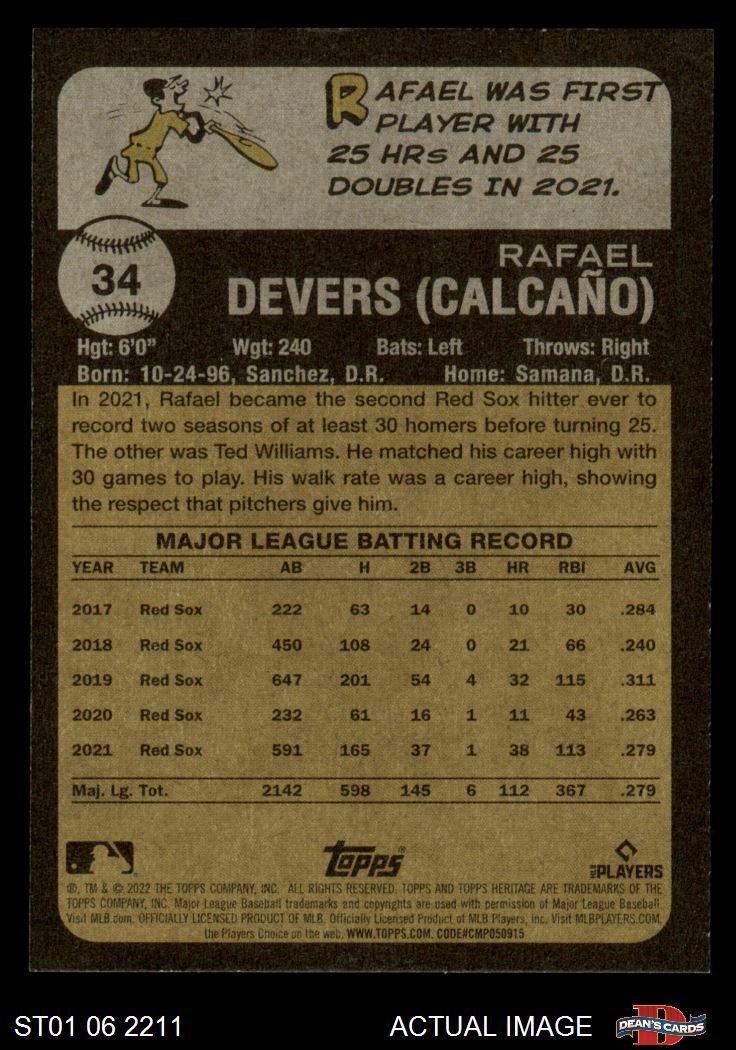 RAFAEL WAS FIRST
PLAYER WITH
25 HRs AND 25
DOUBLES IN 2021.
34
RAFAEL
DEVERS (CALCAÑO)
Hgt: 6'0" Wgt: 240 Bats: Left Throws: Right
Born: 10-24-96, Sanchez, D.R. Home: Samana, D.R.
In 2021, Rafael became the second Red Sox hitter ever to
record two seasons of at least 30 homers before turning 25.
The other was Ted Williams. He matched his career high with
30 games to play. His walk rate was a career high, showing
the respect that pitchers give him.
MAJOR LEAGUE BATTING RECORD
YEAR TEAM AB H 2B 3B HR RBI AVG
2017 Red Sox 222 63 14 0 10 30 .284
2018 Red Sox 450 108 24 0 21 66 .240
2019 Red Sox 647 201 54 4 32 115 .311
2020 Red Sox 232 61 16 1 11 43 .263
2021 Red Sox 591 165 37 1 38 113 .279
Maj. Lg. Tot. 2142 598 145 6 112 367 .279
topps®
MLB PLAYERS
®, TM & © 2022 THE TOPPS COMPANY, INC. ALL RIGHTS RESERVED. TOPPS AND TOPPS HERITAGE ARE TRADEMARKS OF THE
TOPPS COMPANY, INC. Major League Baseball trademarks and copyrights are used with permission of Major League Baseball.
Visit MLB.com. OFFICIALLY LICENSED PRODUCT OF MLB. Officially Licensed Product of MLB Players, Inc. Visit MLBPLAYERS.COM,
the Players Choice on the web. WWW.TOPPS.COM. CODE#CMP050915
ST01 06 2211 ACTUAL IMAGE DEAN'S CARDS